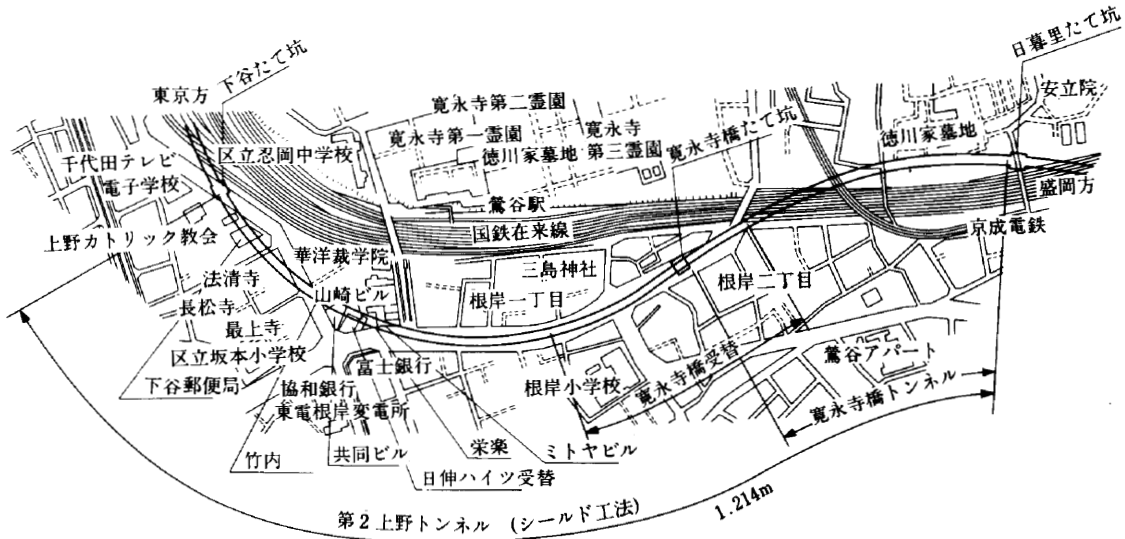 日暮里たて坑
下谷たて坑
東京方
寛永寺第二霊園
安立院
寛永寺第一霊園
寛永寺
寛永寺橋たて坑
徳川家墓地
千代田テレビ
電子学校
区立忍岡中学校
徳川家墓地 第三霊園
盛岡方
鶯谷駅
京成電鉄
上野カトリック教会
国鉄在来線
華洋裁学院
三島神社
法清寺
山崎ビル
根岸一丁目
根岸二丁目
長松寺
最上寺
区立坂本小学校
富士銀行
根岸小学校
寛永寺橋受替
鶯谷アパート
下谷郵便局
協和銀行
東電根岸変電所
寛永寺橋トンネル
竹内
共同ビル
栄楽
ミトヤビル
日伸ハイツ受替
第2上野トンネル (シールド工法)
1.214m